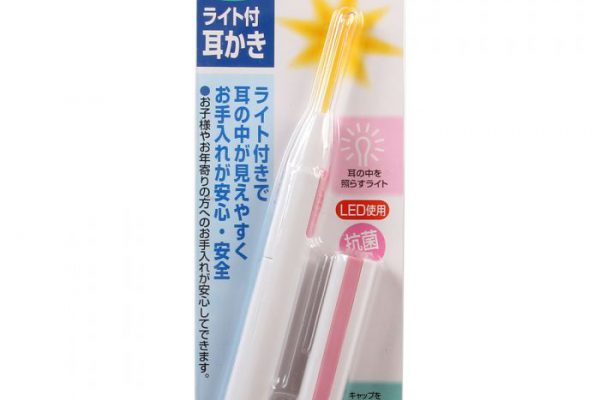 ライト付
耳かき
ライト付きで
耳の中が見えやすく
お手入れが安心・安全
●お子様やお年寄りの方へのお手入れが安心してできます。
耳の中を
照らすライト
LED使用
抗菌
キャップを